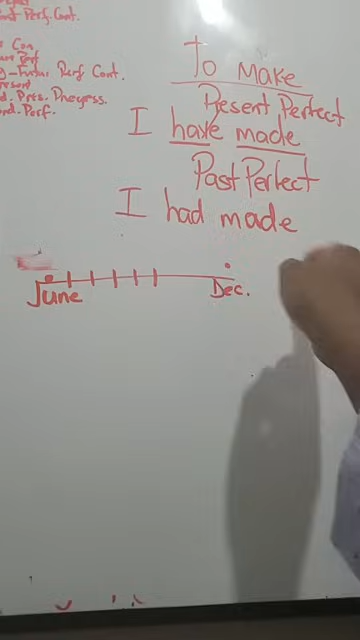 Perf. Cont.
Con
Perf
Perf Cont.
Perf.
To Make
Present Perfect
I have made
Past Perfect
I had made
June Dec.